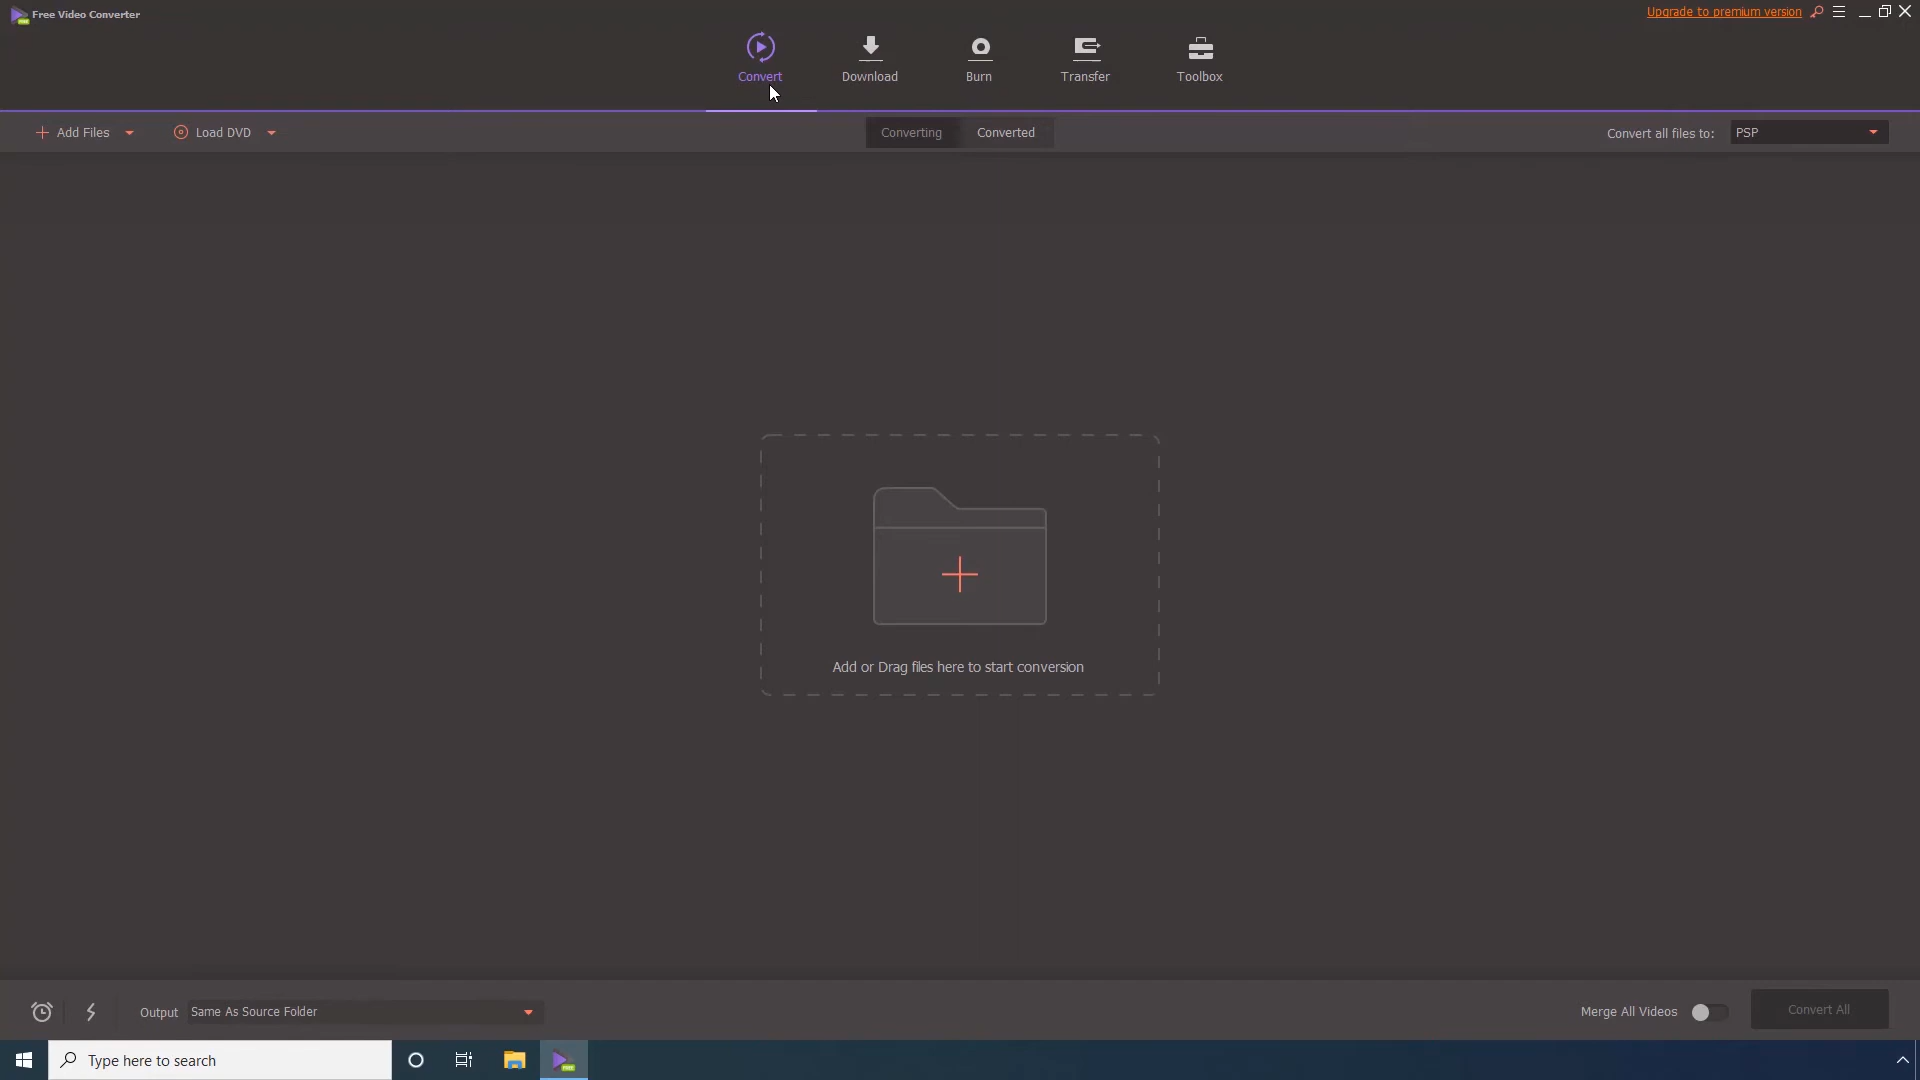 Free Video Converter
Upgrade to premium version
Convert
Download
Burn
Transfer
Toolbox
Add Files
Load DVD
Converting
Converted
Convert all files to:
PSP
Add or Drag files here to start conversion
Output
Same As Source Folder
Merge All Videos
Convert All
Type here to search